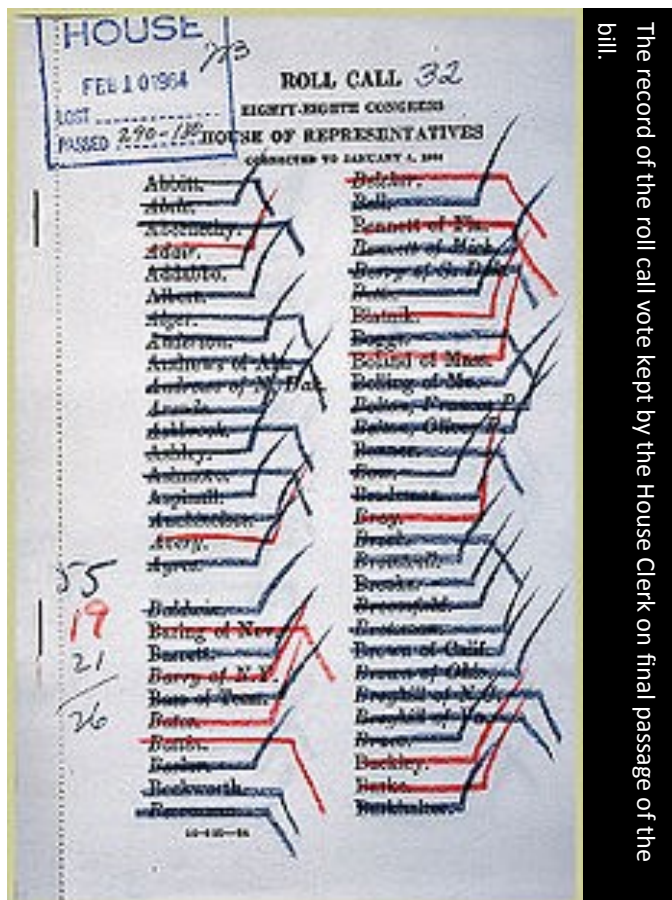 HOUSE
FEB 10 1964
LOST
PASSED 290-130
ROLL CALL 32
EIGHTY-EIGHTH CONGRESS
HOUSE OF REPRESENTATIVES
CORRECTED TO JANUARY
Abbitt.
Abele.
Abernethy.
Adair.
Addabbo.
Albert.
Alger.
Anderson.
Andrews of Ala.
Andrews of N. Dak.
Arends.
Ashbrook.
Ashley.
Ashmore.
Aspinall.
Auchincloss.
Avery.
Ayres.
Baldwin.
Baring of Nev.
Barrett.
Barry of N.Y.
Bass of Tenn.
Bates.
Battin.
Becker.
Beckworth.
Beermann.
Belcher.
Bell.
Bennett of Fla.
Bennett of Mich.
Berry of S. Dak.
Betts.
Blatnik.
Boggs.
Boland of Mass.
Bolling of Mo.
Bolton, Frances P.
Bolton, Oliver P.
Bonner.
Bow.
Brademas.
Bray.
Brock.
Bromwell.
Brooks.
Broomfield.
Brotzman.
Brown of Calif.
Brown of Ohio.
Broyhill of N.C.
Broyhill of Va.
Bruce.
Buckley.
Burke.
Burkhalter.
55
19
21
26
The record of the roll call vote kept by the House Clerk on final passage of the
bill.